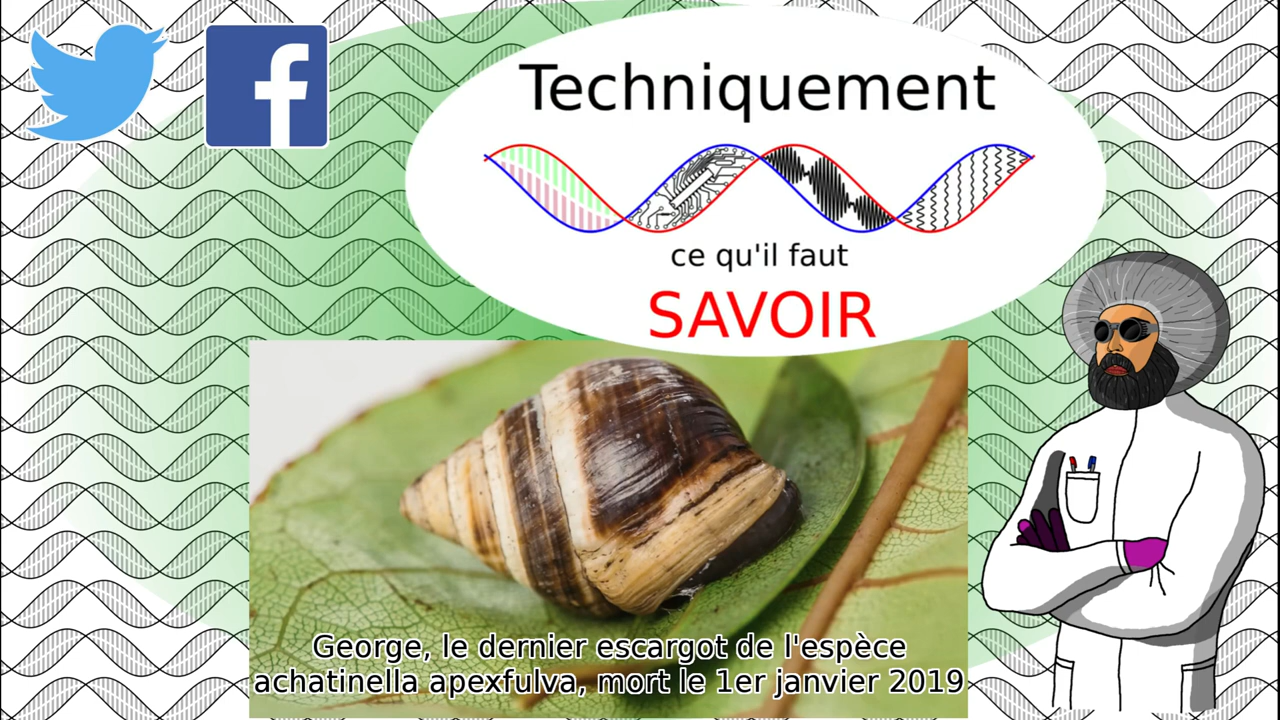 Techniquement
ce qu'il faut
SAVOIR
George, le dernier escargot de l'espèce
achatinella apexfulva, mort le 1er janvier 2019